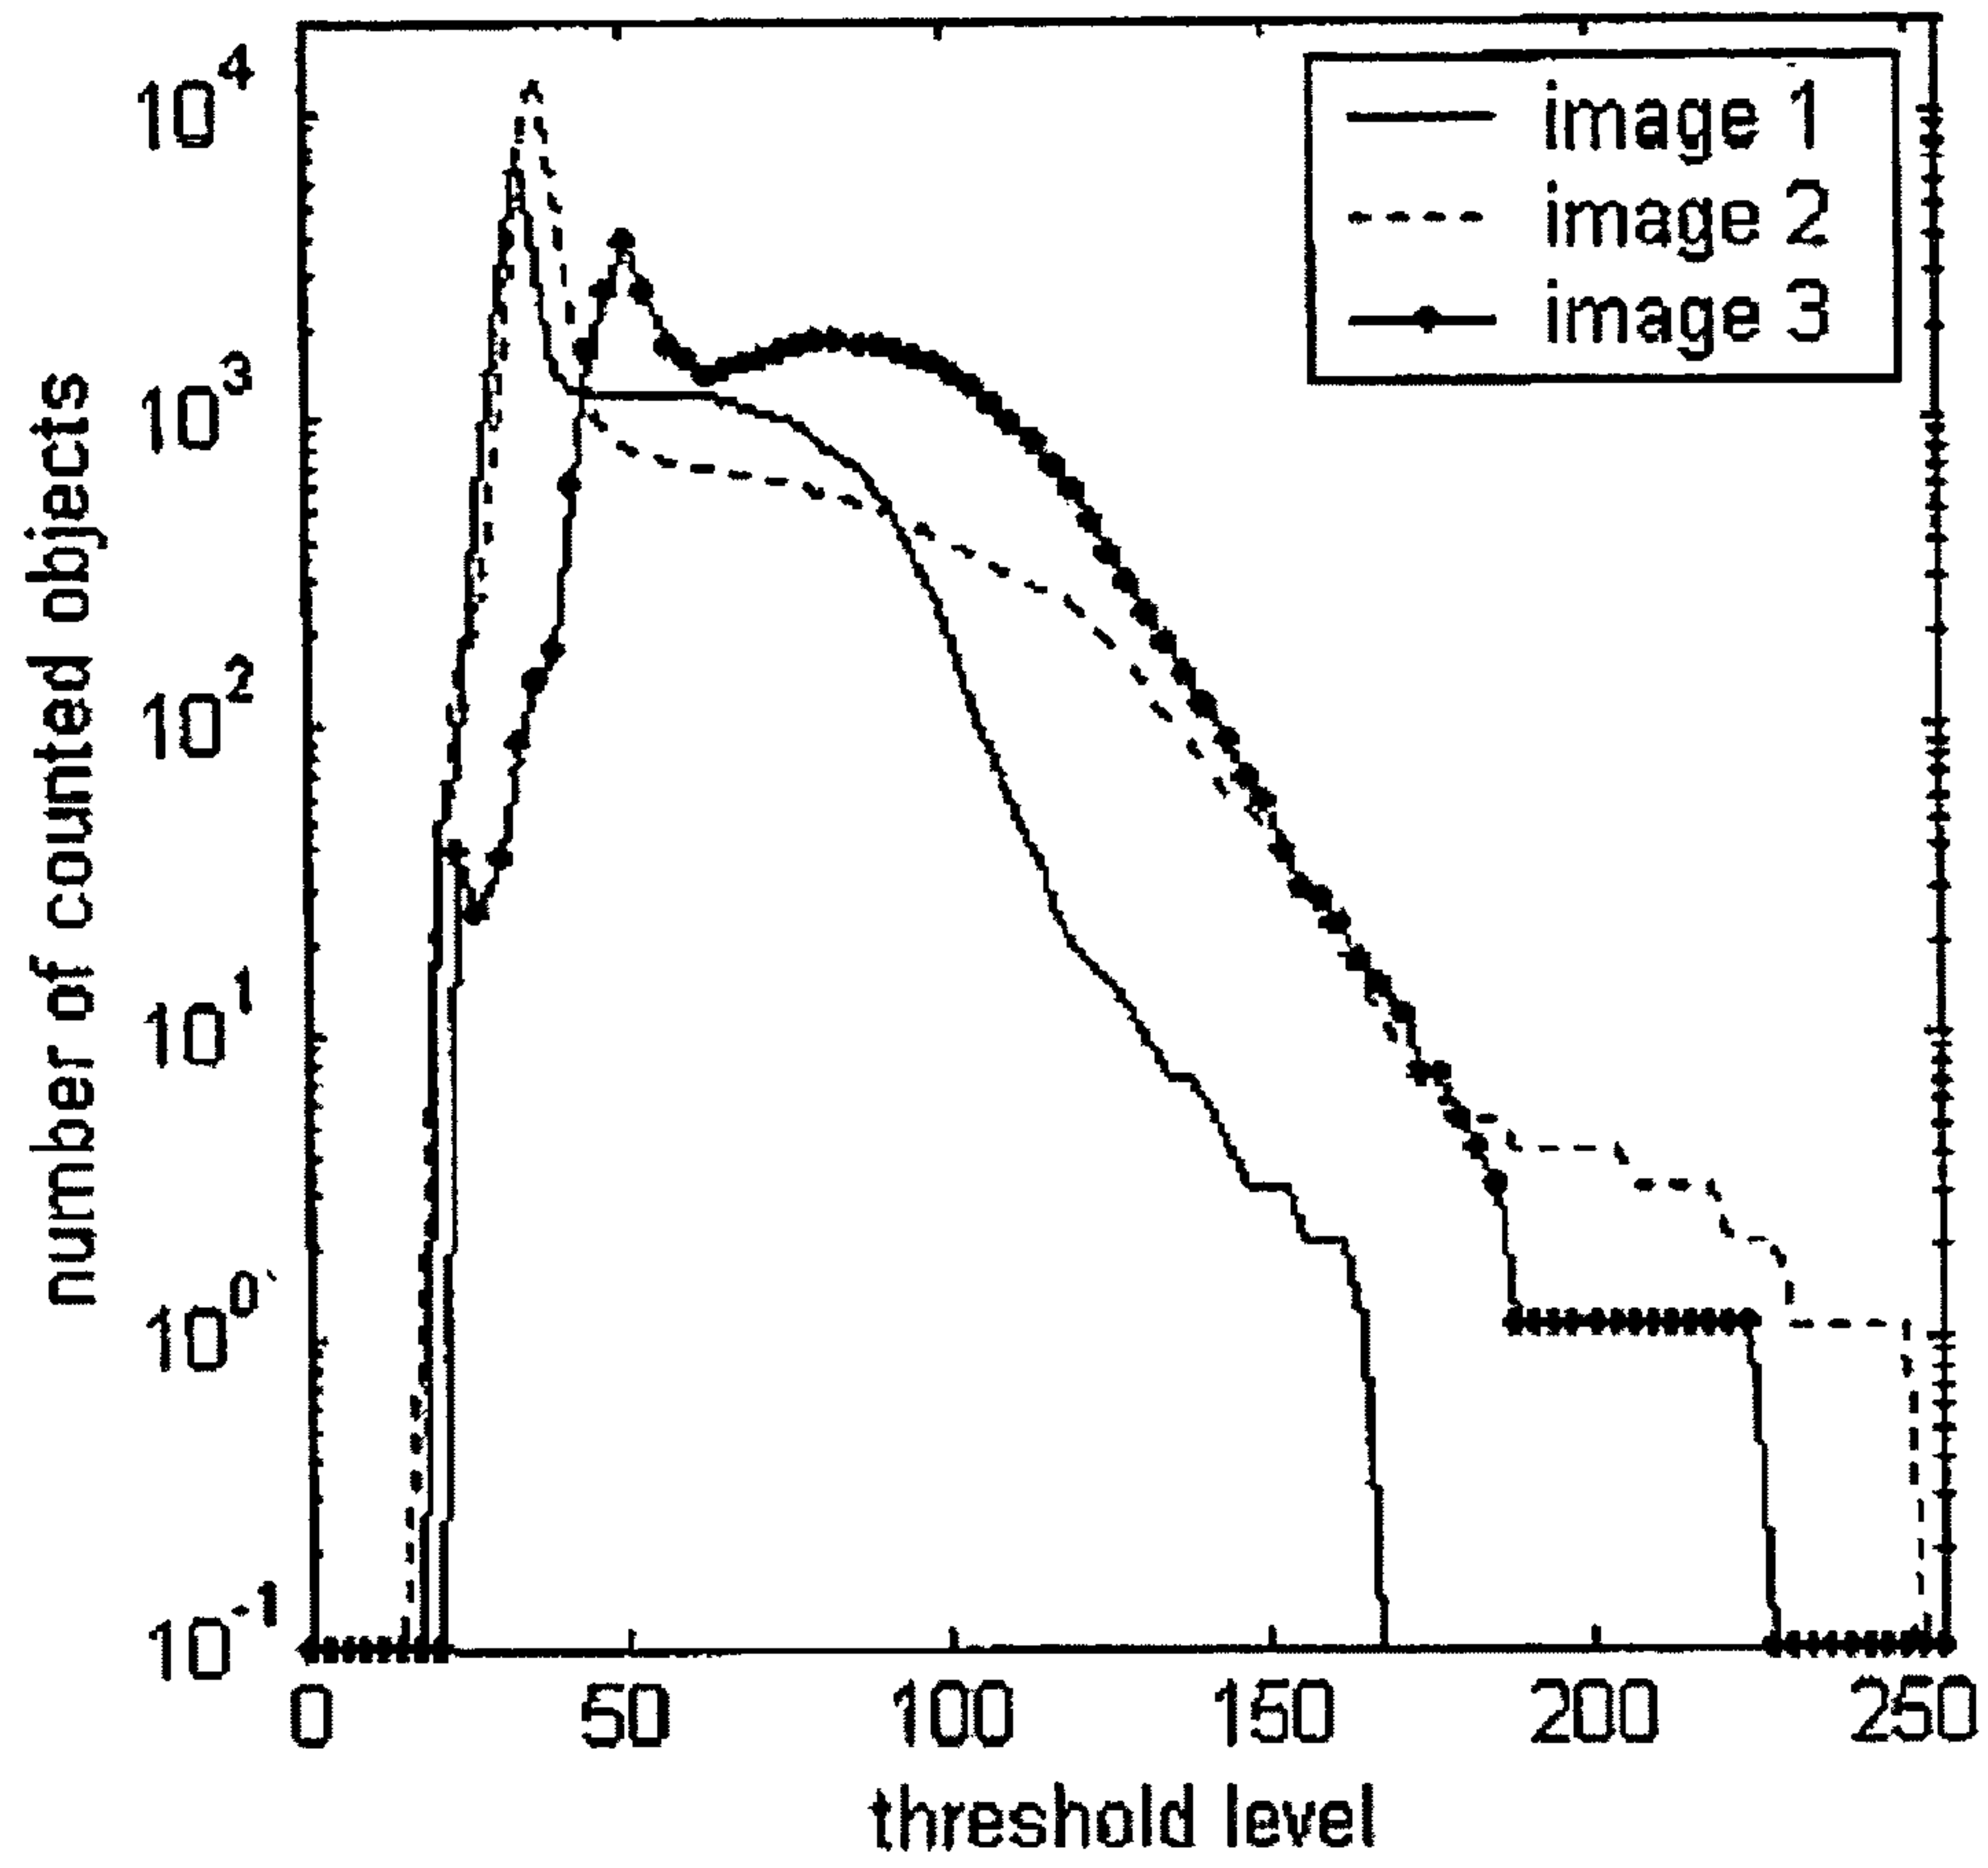 10^4
10^3
10^2
10^1
10^0
10^-1
number of counted objects
image 1
image 2
image 3
0 50 100 150 200 250
threshold level